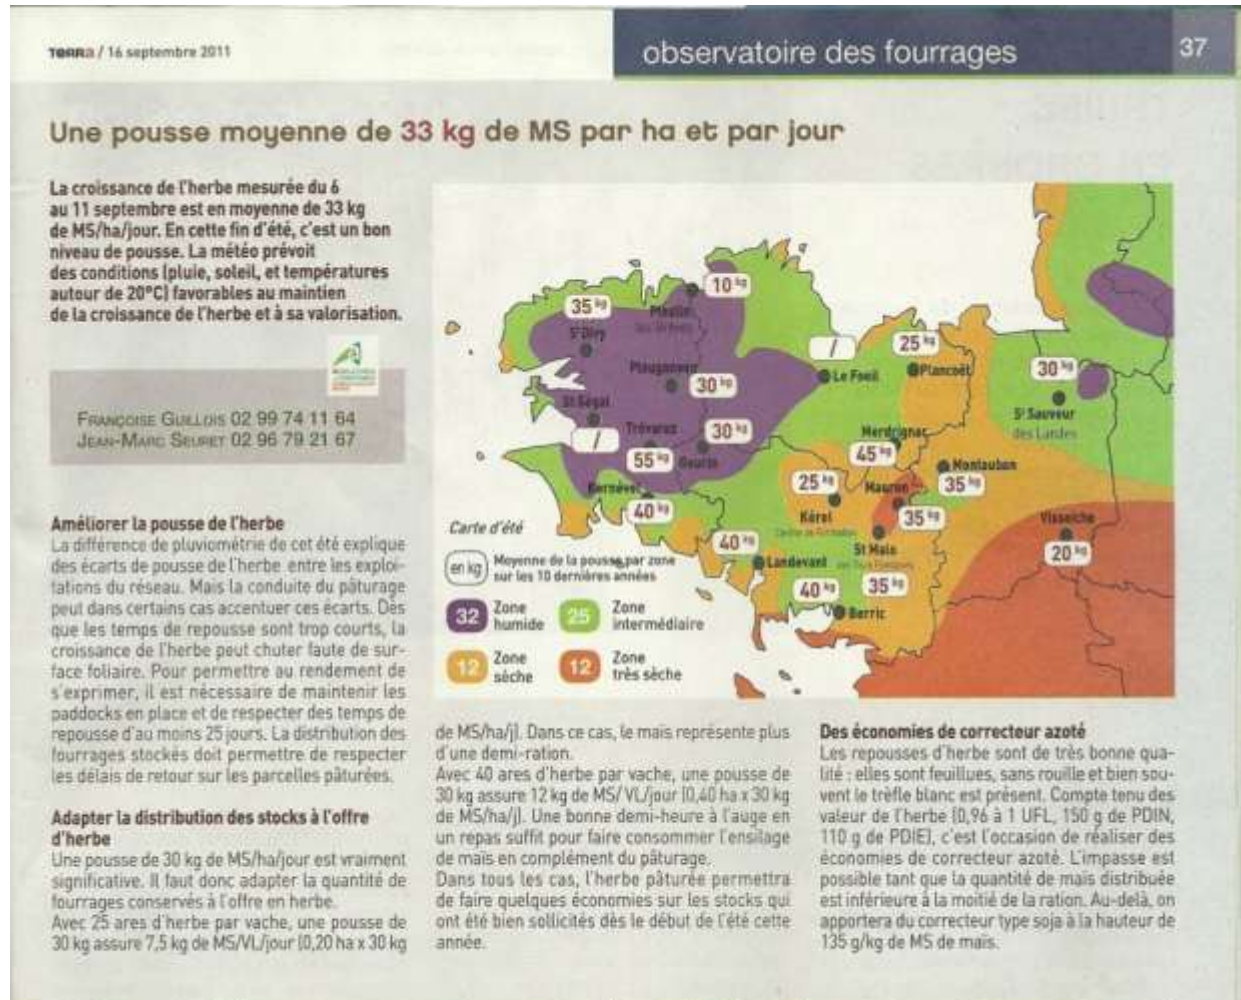 TERRA / 16 septembre 2011
observatoire des fourrages
37
Une pousse moyenne de 33 kg de MS par ha et par jour
La croissance de l'herbe mesurée du 6
au 11 septembre est en moyenne de 33 kg
de MS/ha/jour. En cette fin d'été, c'est un bon
niveau de pousse. La météo prévoit
des conditions (pluie, soleil, et températures
autour de 20°C) favorables au maintien
de la croissance de l'herbe et à sa valorisation.
FRANÇOISE GUILLOIS 02 99 74 11 64
JEAN-MARC SEURET 02 96 79 21 67
Améliorer la pousse de l'herbe
La différence de pluviométrie de cet été explique
des écarts de pousse de l'herbe entre les exploi-
tations du réseau. Mais la conduite du pâturage
peut dans certains cas accentuer ces écarts. Dès
que les temps de repousse sont trop courts, la
croissance de l'herbe peut chuter faute de sur-
face foliaire. Pour permettre au rendement de
s'exprimer, il est nécessaire de maintenir les
paddocks en place et de respecter des temps de
repousse d'au moins 25 jours. La distribution des
fourrages stockés doit permettre de respecter
les délais de retour sur les parcelles pâturées.
Adapter la distribution des stocks à l'offre
d'herbe
Une pousse de 30 kg de MS/ha/jour est vraiment
significative. Il faut donc adapter la quantité de
fourrages conservés à l'offre en herbe.
Avec 25 ares d'herbe par vache, une pousse de
30 kg assure 7,5 kg de MS/VL/jour (0,20 ha x 30 kg
10 kg
35 kg
Plestin
St Divy
/
25 kg
Plougonven
Le Foeil
Plancoët
30 kg
30 kg
St Ségal
St Sauveur
des Landes
/
Trévarez
30 kg
Merdrignac
55 kg
Gourin
45 kg
Montauban
Bernével
25 kg
Mauron
35 kg
40 kg
Kérel
35 kg
Visseiche
40 kg
St Malo
20 kg
Landevant
40 kg
35 kg
Berric
Carte d'été
en kg
Moyenne de la pousse par zone
sur les 10 dernières années
32 Zone
humide
25 Zone
intermédiaire
12 Zone
sèche
12 Zone
très sèche
de MS/ha/j). Dans ce cas, le maïs représente plus
d'une demi-ration.
Avec 40 ares d'herbe par vache, une pousse de
30 kg assure 12 kg de MS/ VL/jour (0,40 ha x 30 kg
de MS/ha/j). Une bonne demi-heure à l'auge en
un repas suffit pour faire consommer l'ensilage
de maïs en complément du pâturage.
Dans tous les cas, l'herbe pâturée permettra
de faire quelques économies sur les stocks qui
ont été bien sollicités dès le début de l'été cette
année.
Des économies de correcteur azoté
Les repousses d'herbe sont de très bonne qua-
lité : elles sont feuillues, sans rouille et bien sou-
vent le trèfle blanc est présent. Compte tenu des
valeur de l'herbe (0,96 à 1 UFL, 150 g de PDIN,
110 g de PDIE), c'est l'occasion de réaliser des
économies de correcteur azoté. L'impasse est
possible tant que la quantité de maïs distribuée
est inférieure à la moitié de la ration. Au-delà, on
apportera du correcteur type soja à la hauteur de
135 g/kg de MS de maïs.